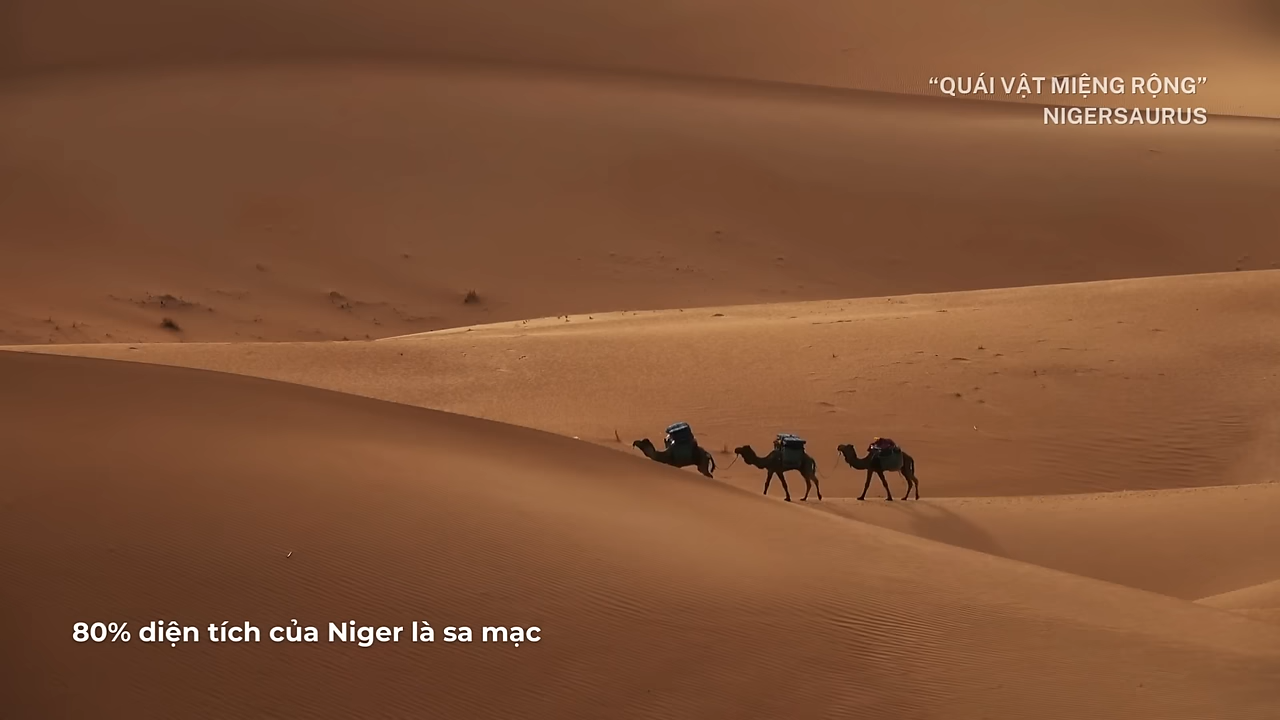 “QUÁI VẬT MIỆNG RỘNG”
NIGERSAURUS
80% diện tích của Niger là sa mạc